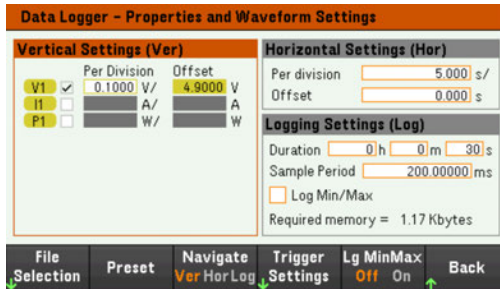 Data Logger – Properties and Waveform Settings
Vertical Settings (Ver)
Per Division Offset
V1 0.1000 V/ 4.9000 V
I1 A/ A
P1 W/ W
Horizontal Settings (Hor)
Per division 5.000 s/
Offset 0.000 s
Logging Settings (Log)
Duration 0 h 0 m 30 s
Sample Period 200.00000 ms
Log Min/Max
Required memory = 1.17 Kbytes
File Selection
Preset
Navigate
Ver Hor Log
Trigger Settings
Lg MinMax
Off On
Back